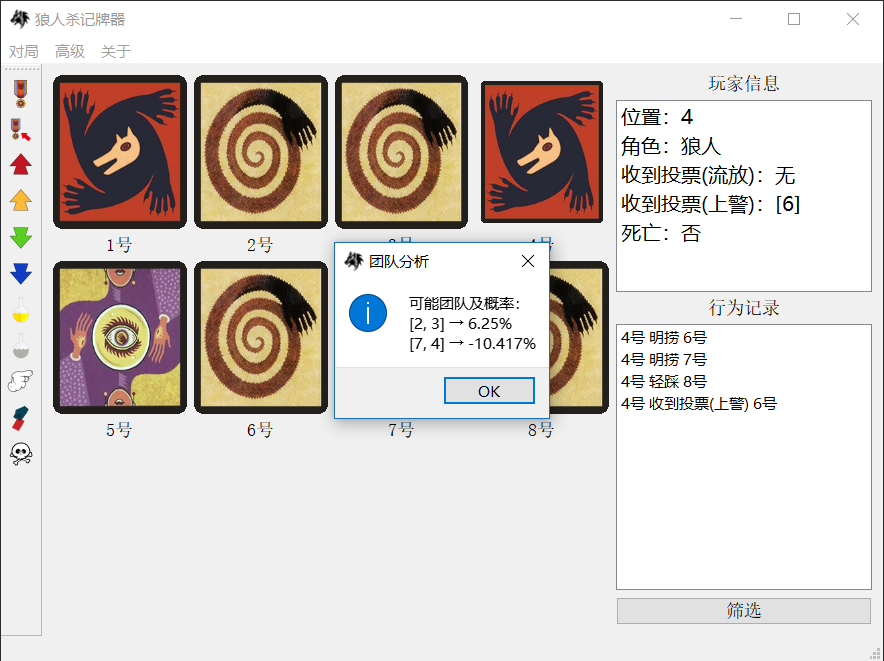 狼人杀记牌器
对局 高级 关于
1号 2号
5号 6号 7号 8号
团队分析
可能团队及概率：
[2, 3] → 6.25%
[7, 4] → -10.417%
OK
玩家信息
位置：4
角色：狼人
收到投票(流放)：无
收到投票(上警)：[6]
死亡：否
行为记录
4号 明捞 6号
4号 明捞 7号
4号 轻踩 8号
4号 收到投票(上警) 6号
筛选